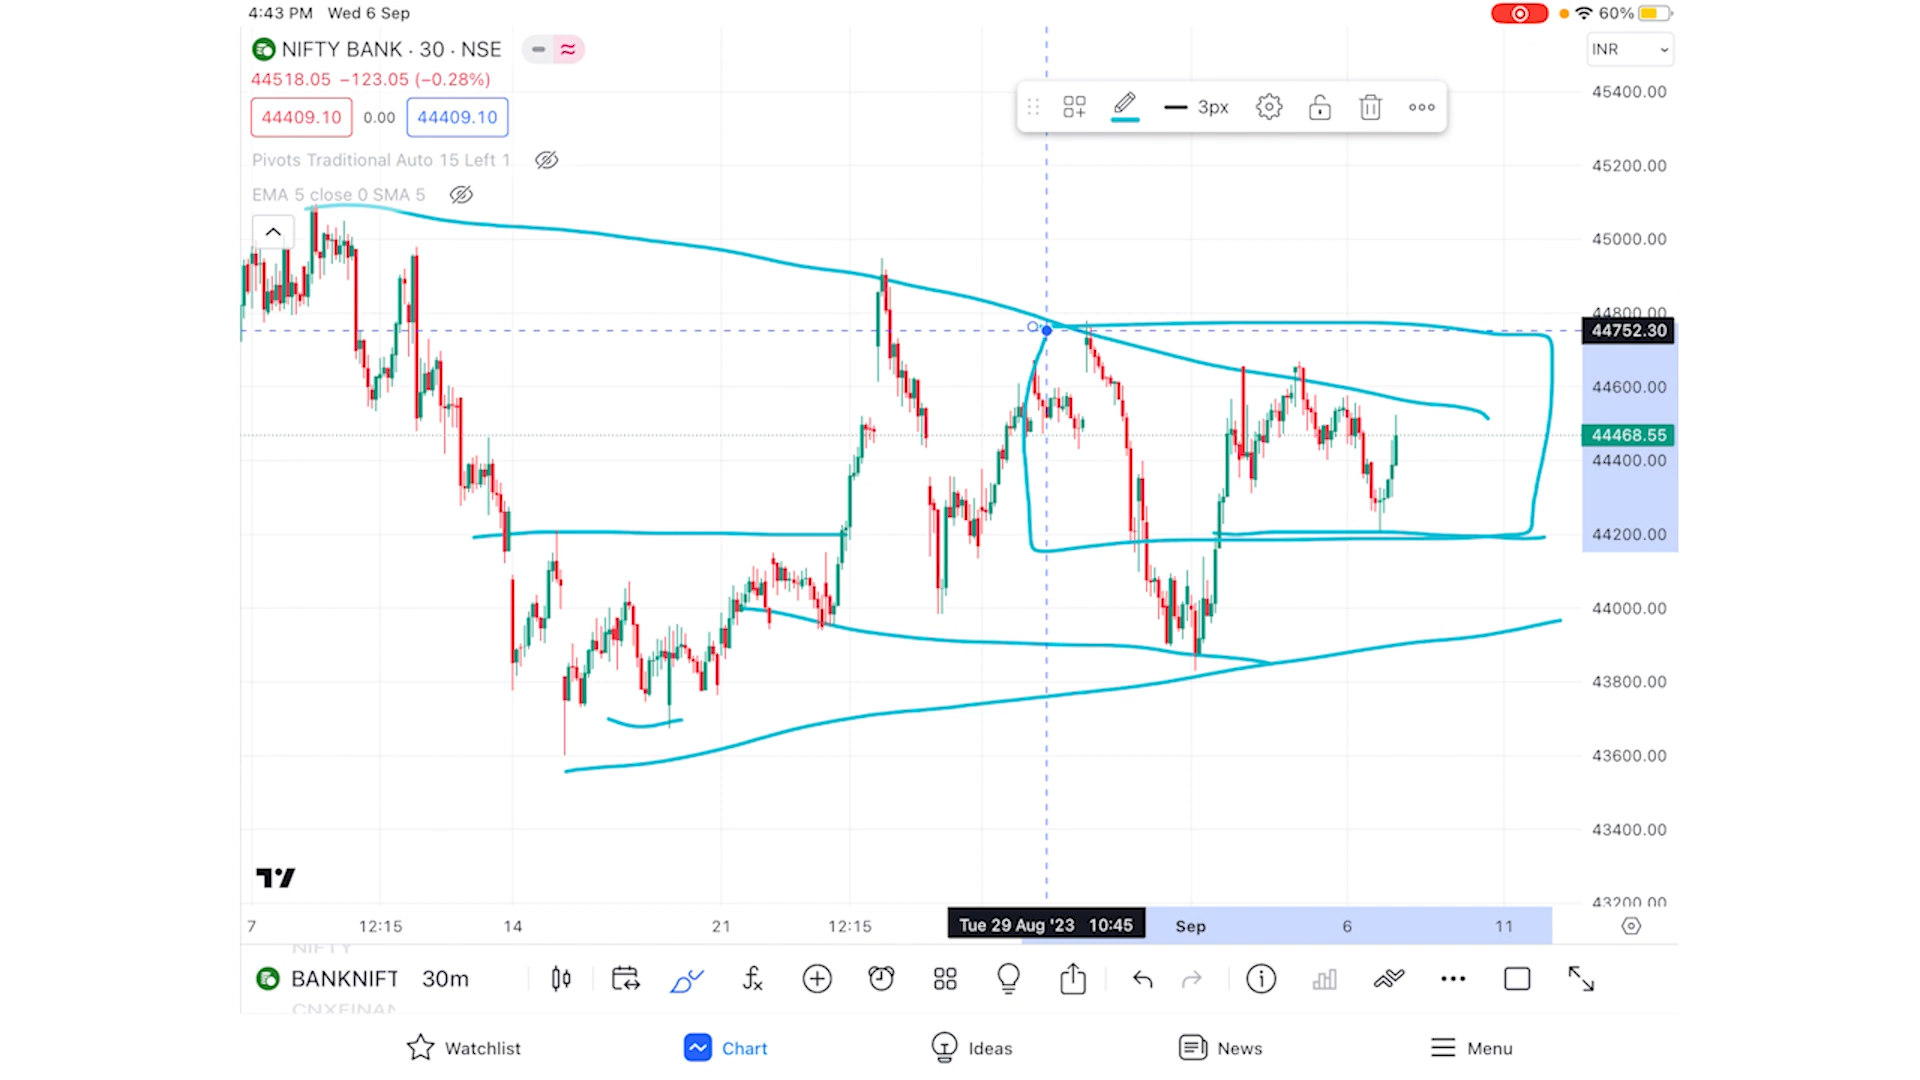 4:43 PM Wed 6 Sep
60%
NIFTY BANK · 30 · NSE
INR
44518.05 −123.05 (−0.28%)
44409.10 0.00 44409.10
3px
Pivots Traditional Auto 15 Left 1
EMA 5 close 0 SMA 5
45400.00
45200.00
45000.00
44800.00
44752.30
44600.00
44468.55
44400.00
44200.00
44000.00
43800.00
43600.00
43400.00
43200.00
7 12:15 14 21 12:15 Tue 29 Aug '23 10:45 Sep 6 11
NIFTY
BANKNIFT 30m
CNXFINAN
Watchlist Chart Ideas News Menu